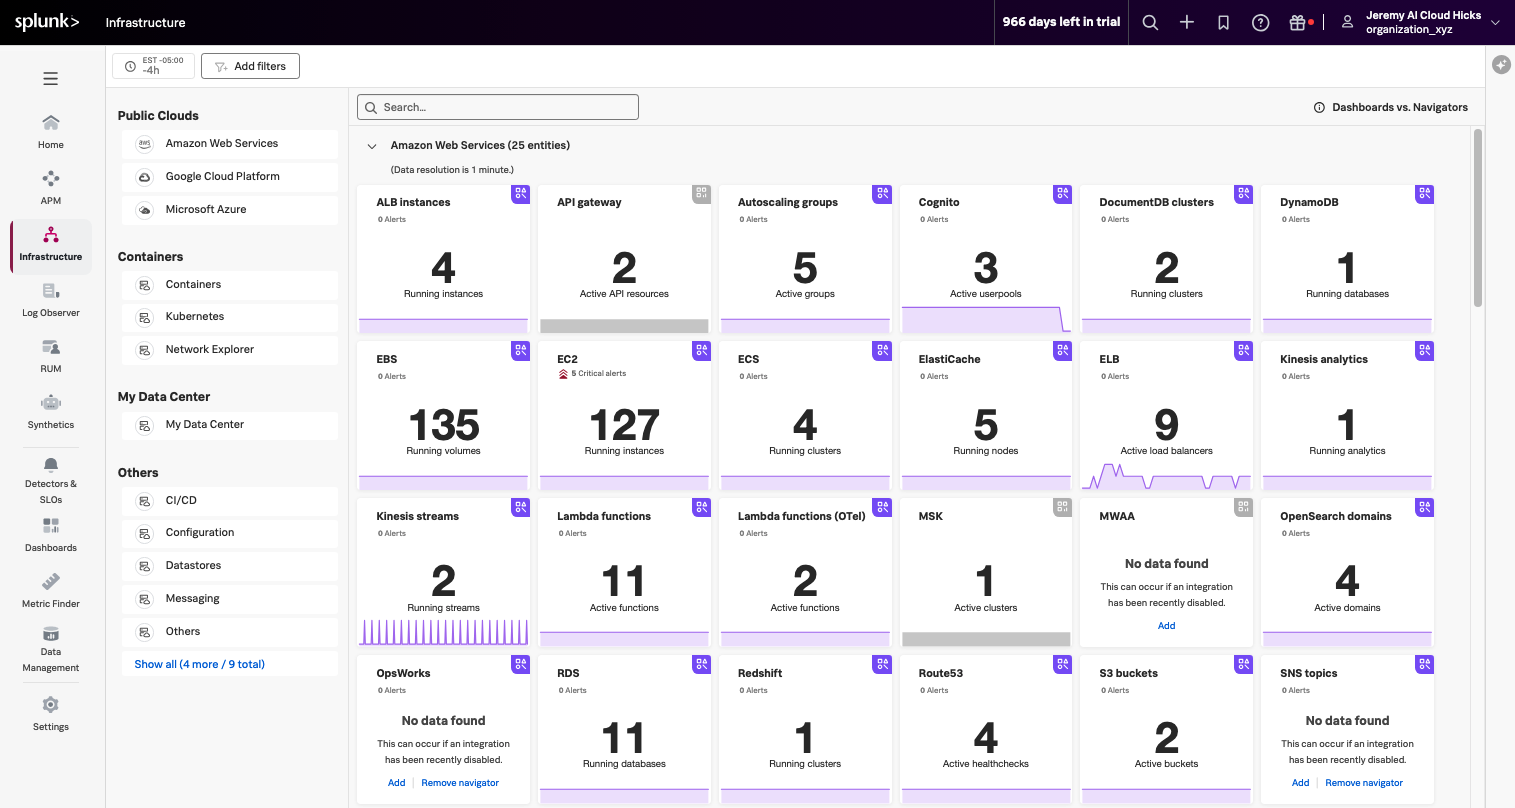 splunk>
Infrastructure
966 days left in trial
Jeremy AI Cloud Hicks
organization_xyz
Home
APM
Infrastructure
Log Observer
RUM
Synthetics
Detectors &
SLOs
Dashboards
Metric Finder
Data
Management
Settings
EST -05:00
-4h
Add filters
Public Clouds
aws
Amazon Web Services
Google Cloud Platform
Microsoft Azure
Containers
Containers
Kubernetes
Network Explorer
My Data Center
My Data Center
Others
CI/CD
Configuration
Datastores
Messaging
Others
Show all (4 more / 9 total)
Search...
Dashboards vs. Navigators
Amazon Web Services (25 entities)
(Data resolution is 1 minute.)
ALB instances
0 Alerts
4
Running instances
API gateway
2
Active API resources
Autoscaling groups
0 Alerts
5
Active groups
Cognito
0 Alerts
3
Active userpools
DocumentDB clusters
0 Alerts
2
Running clusters
DynamoDB
0 Alerts
1
Running databases
EBS
0 Alerts
135
Running volumes
EC2
5 Critical alerts
127
Running instances
ECS
0 Alerts
4
Running clusters
ElastiCache
0 Alerts
5
Running nodes
ELB
0 Alerts
9
Active load balancers
Kinesis analytics
0 Alerts
1
Running analytics
Kinesis streams
0 Alerts
2
Running streams
Lambda functions
0 Alerts
11
Active functions
Lambda functions (OTel)
0 Alerts
2
Active functions
MSK
1
Active clusters
MWAA
No data found
This can occur if an integration
has been recently disabled.
Add
OpenSearch domains
0 Alerts
4
Active domains
OpsWorks
0 Alerts
No data found
This can occur if an integration
has been recently disabled.
Add | Remove navigator
RDS
0 Alerts
11
Running databases
Redshift
0 Alerts
1
Running clusters
Route53
0 Alerts
4
Active healthchecks
S3 buckets
0 Alerts
2
Active buckets
SNS topics
0 Alerts
No data found
This can occur if an integration
has been recently disabled.
Add | Remove navigator